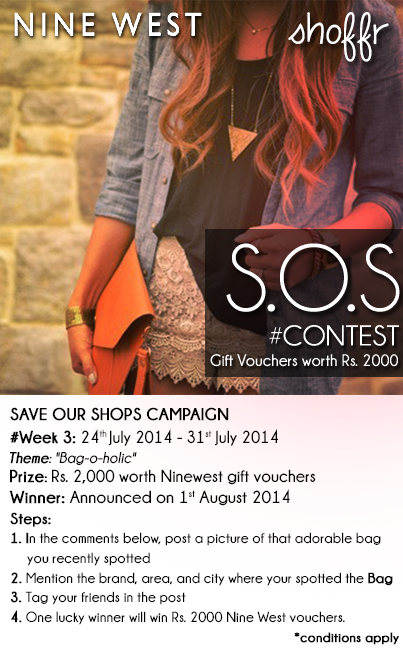 NINE WEST
shoffr
S.O.S
#CONTEST
Gift Vouchers worth Rs. 2000
SAVE OUR SHOPS CAMPAIGN
#Week 3: 24th July 2014 - 31st July 2014
Theme: "Bag-o-holic"
Prize: Rs. 2,000 worth Ninewest gift vouchers
Winner: Announced on 1st August 2014
Steps:
1. In the comments below, post a picture of that adorable bag
you recently spotted
2. Mention the brand, area, and city where your spotted the Bag
3. Tag your friends in the post
4. One lucky winner will win Rs. 2000 Nine West vouchers.
*conditions apply